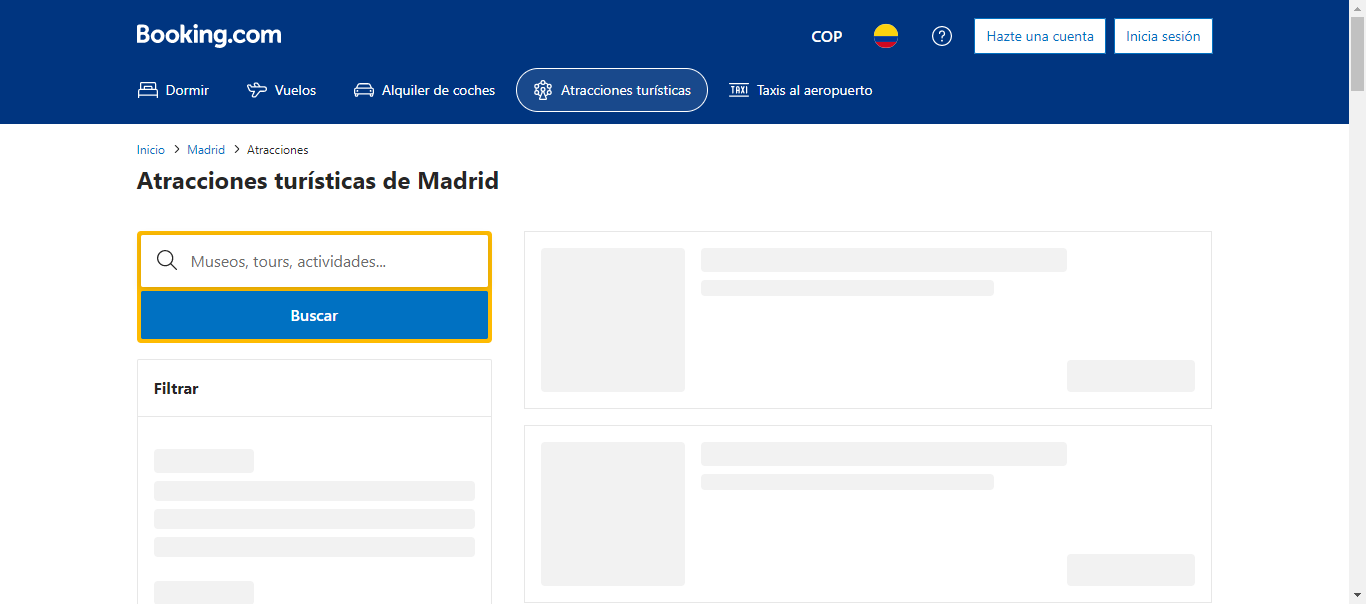 Booking.com
COP
Hazte una cuenta
Inicia sesión
Dormir
Vuelos
Alquiler de coches
Atracciones turísticas
TAXI
Taxis al aeropuerto
Inicio > Madrid > Atracciones
Atracciones turísticas de Madrid
Museos, tours, actividades...
Buscar
Filtrar